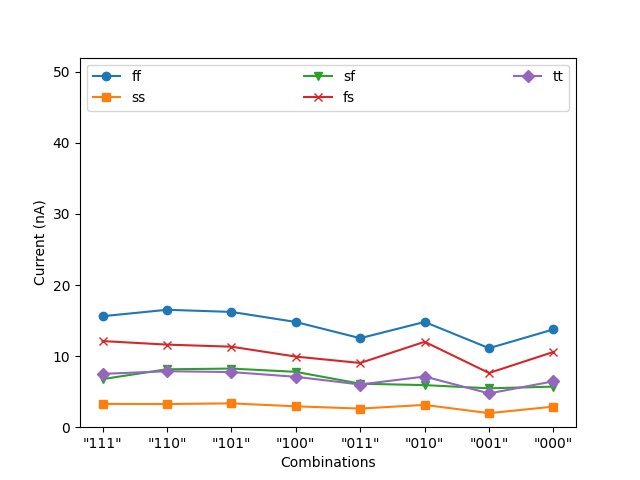 50
40
30
20
10
0
Current (nA)
ff
ss
sf
fs
tt
"111" "110" "101" "100" "011" "010" "001" "000"
Combinations